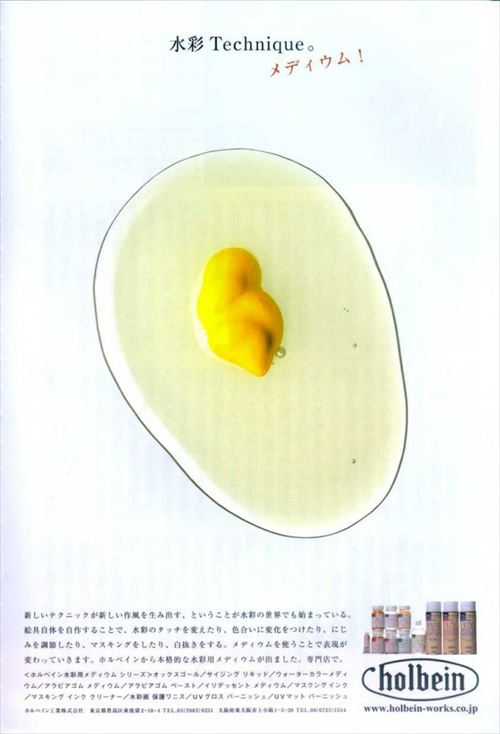 水彩 Technique。
メディウム！
新しいテクニックが新しい作風を生み出す、ということが水彩の世界でも始まっている。
絵具自体を自作することで、水彩のタッチを変えたり、色合いに変化をつけたり、にじ
みを調節したり、マスキングをしたり、白抜きをする。メディウムを使うことで表現が
変わっていきます。ホルベインから本格的な水彩用メディウムが出ました。専門店で。
<ホルベイン水彩用メディウム シリーズ>オックスゴール／サイジング リキッド／ウォーターカラーメディ
ウム／アラビアゴム メディウム／アラビアゴム ペースト／イリデッセント メディウム／マスケング インク
／マスキング インク クリーナー／水彩画 保護ワニス／UVグロス バーニッシュ／UVマット バーニッシュ
ホルベイン工業株式会社 東京都豊島区東池袋2-18-4 TEL.03(3983)9251 大阪府東大阪市上小阪1-3-20 TEL.06(6723)1554
holbein
www.holbein-works.co.jp